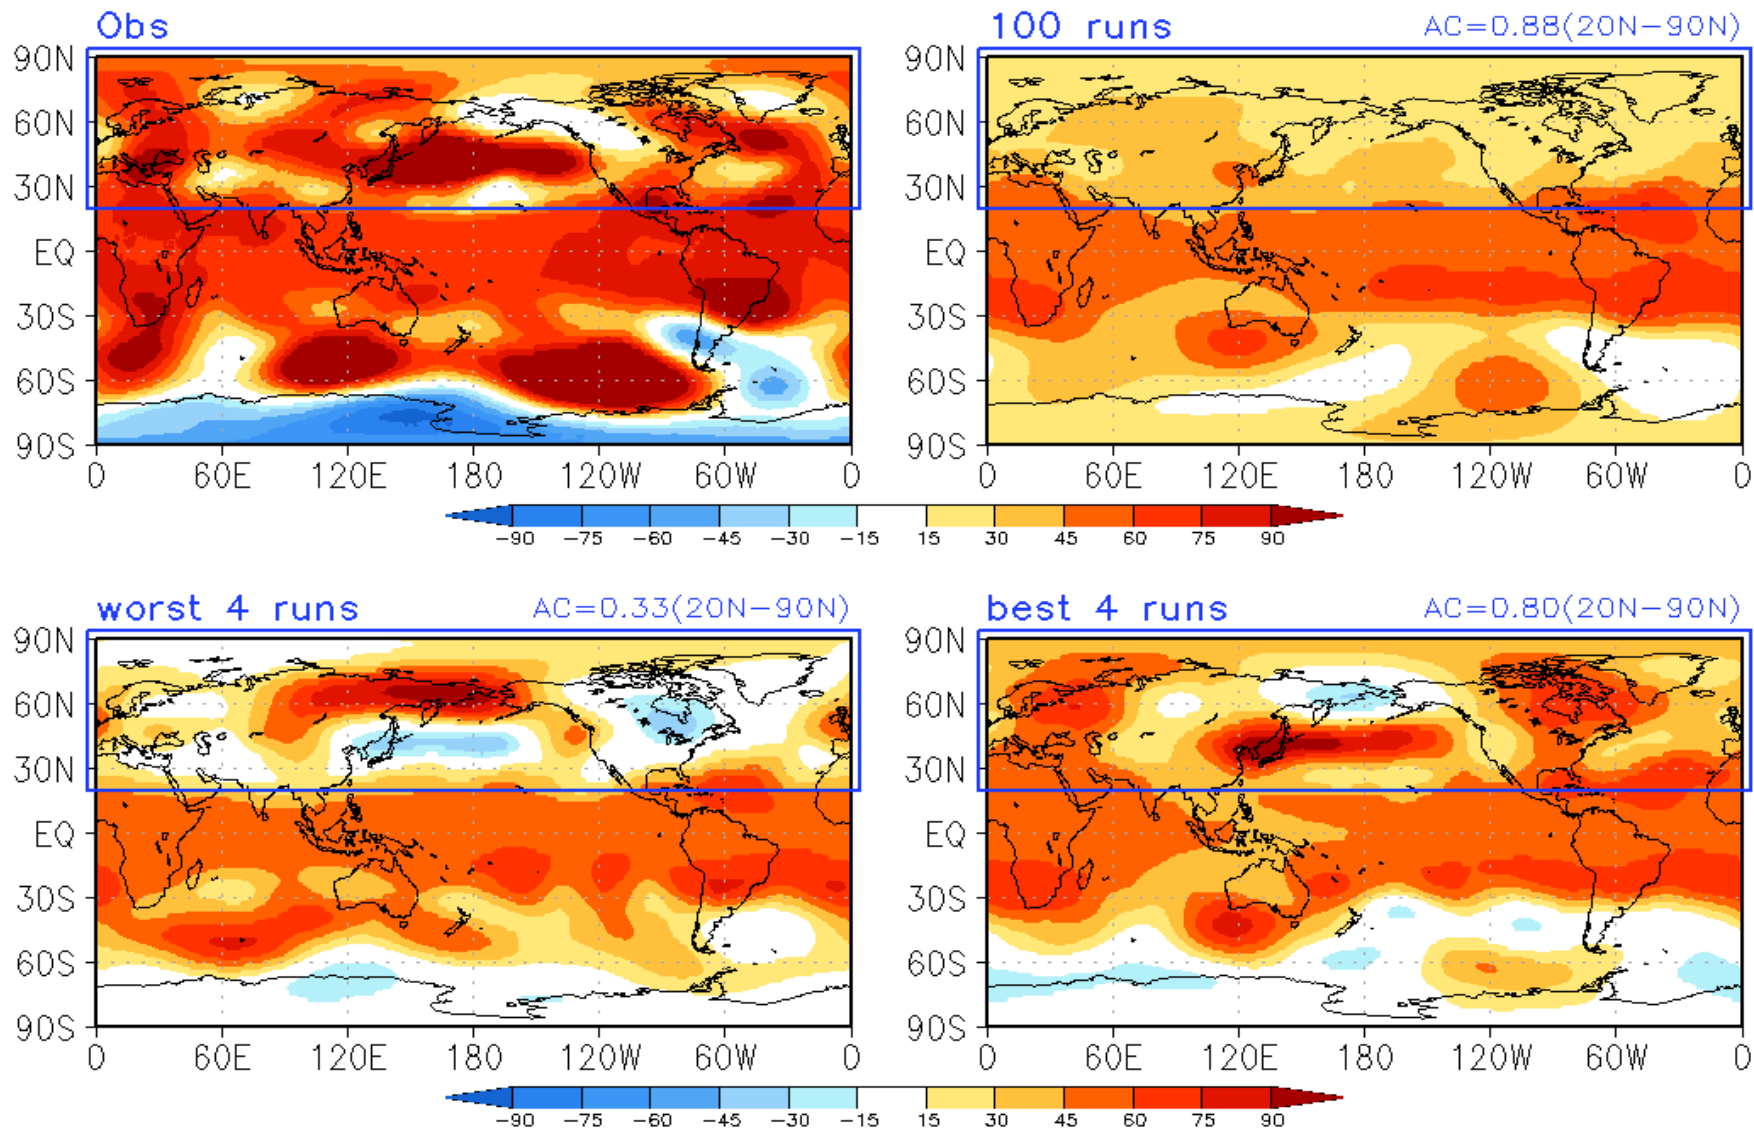 Obs
100 runs AC=0.88(20N−90N)
90N 90N
60N 60N
30N 30N
EQ EQ
30S 30S
60S 60S
90S 90S
0 60E 120E 180 120W 60W 0 0 60E 120E 180 120W 60W 0
−90 −75 −60 −45 −30 −15 15 30 45 60 75 90
worst 4 runs AC=0.33(20N−90N) best 4 runs AC=0.80(20N−90N)
90N 90N
60N 60N
30N 30N
EQ EQ
30S 30S
60S 60S
90S 90S
0 60E 120E 180 120W 60W 0 0 60E 120E 180 120W 60W 0
−90 −75 −60 −45 −30 −15 15 30 45 60 75 90